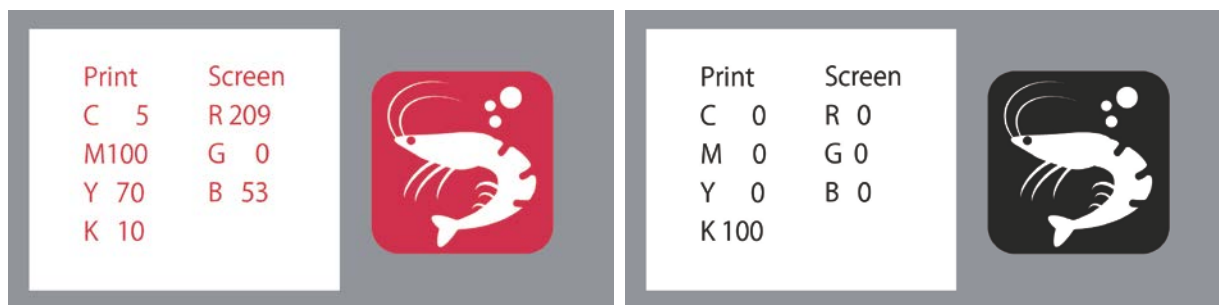 Print Screen
C 5 R 209
M100 G 0
Y 70 B 53
K 10
Print Screen
C 0 R 0
M 0 G 0
Y 0 B 0
K 100